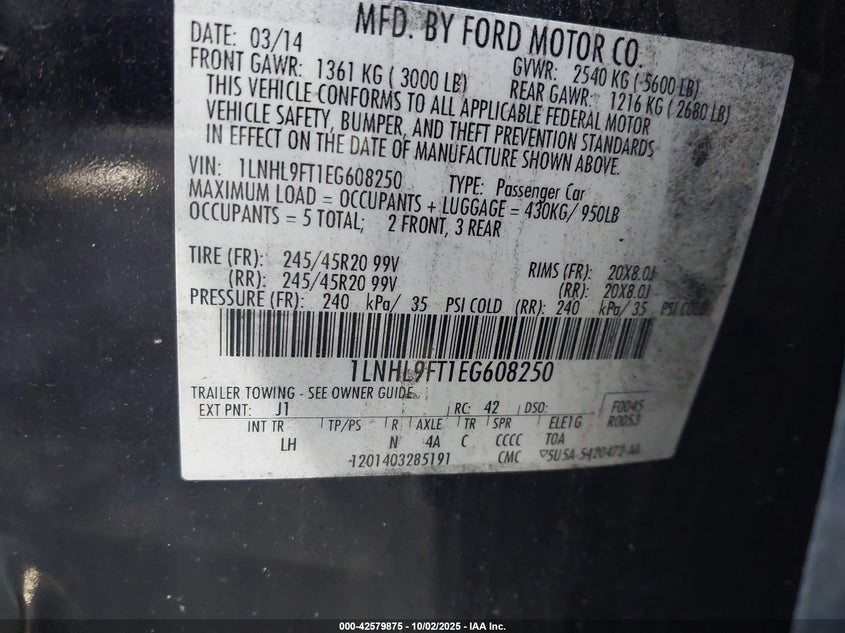 MFD. BY FORD MOTOR CO.
DATE: 03/14 GVWR: 2540 KG (5600 LB)
FRONT GAWR: 1361 KG (3000 LB) REAR GAWR: 1216 KG (2680 LB)
THIS VEHICLE CONFORMS TO ALL APPLICABLE FEDERAL MOTOR
VEHICLE SAFETY, BUMPER, AND THEFT PREVENTION STANDARDS
IN EFFECT ON THE DATE OF MANUFACTURE SHOWN ABOVE.
VIN: 1LNHL9FT1EG608250 TYPE: Passenger Car
MAXIMUM LOAD = OCCUPANTS + LUGGAGE = 430KG/950LB
OCCUPANTS = 5 TOTAL; 2 FRONT, 3 REAR
TIRE (FR): 245/45R20 99V RIMS (FR): 20X8.0J
(RR): 245/45R20 99V (RR): 20X8.0J
PRESSURE (FR): 240 kPa/ 35 PSI COLD (RR): 240 kPa/35 PSI COLD
1LNHL9FT1EG608250
TRAILER TOWING - SEE OWNER GUIDE
EXT PNT: J1 RC: 42 DSO: F0045
INT TR TP/PS R AXLE TR SPR ELE1G R0053
LH N 4A C CCCC TOA
1201403285191 CMC ▽5U5A-5420472-AA
000-42579875 - 10/02/2025 - IAA Inc.